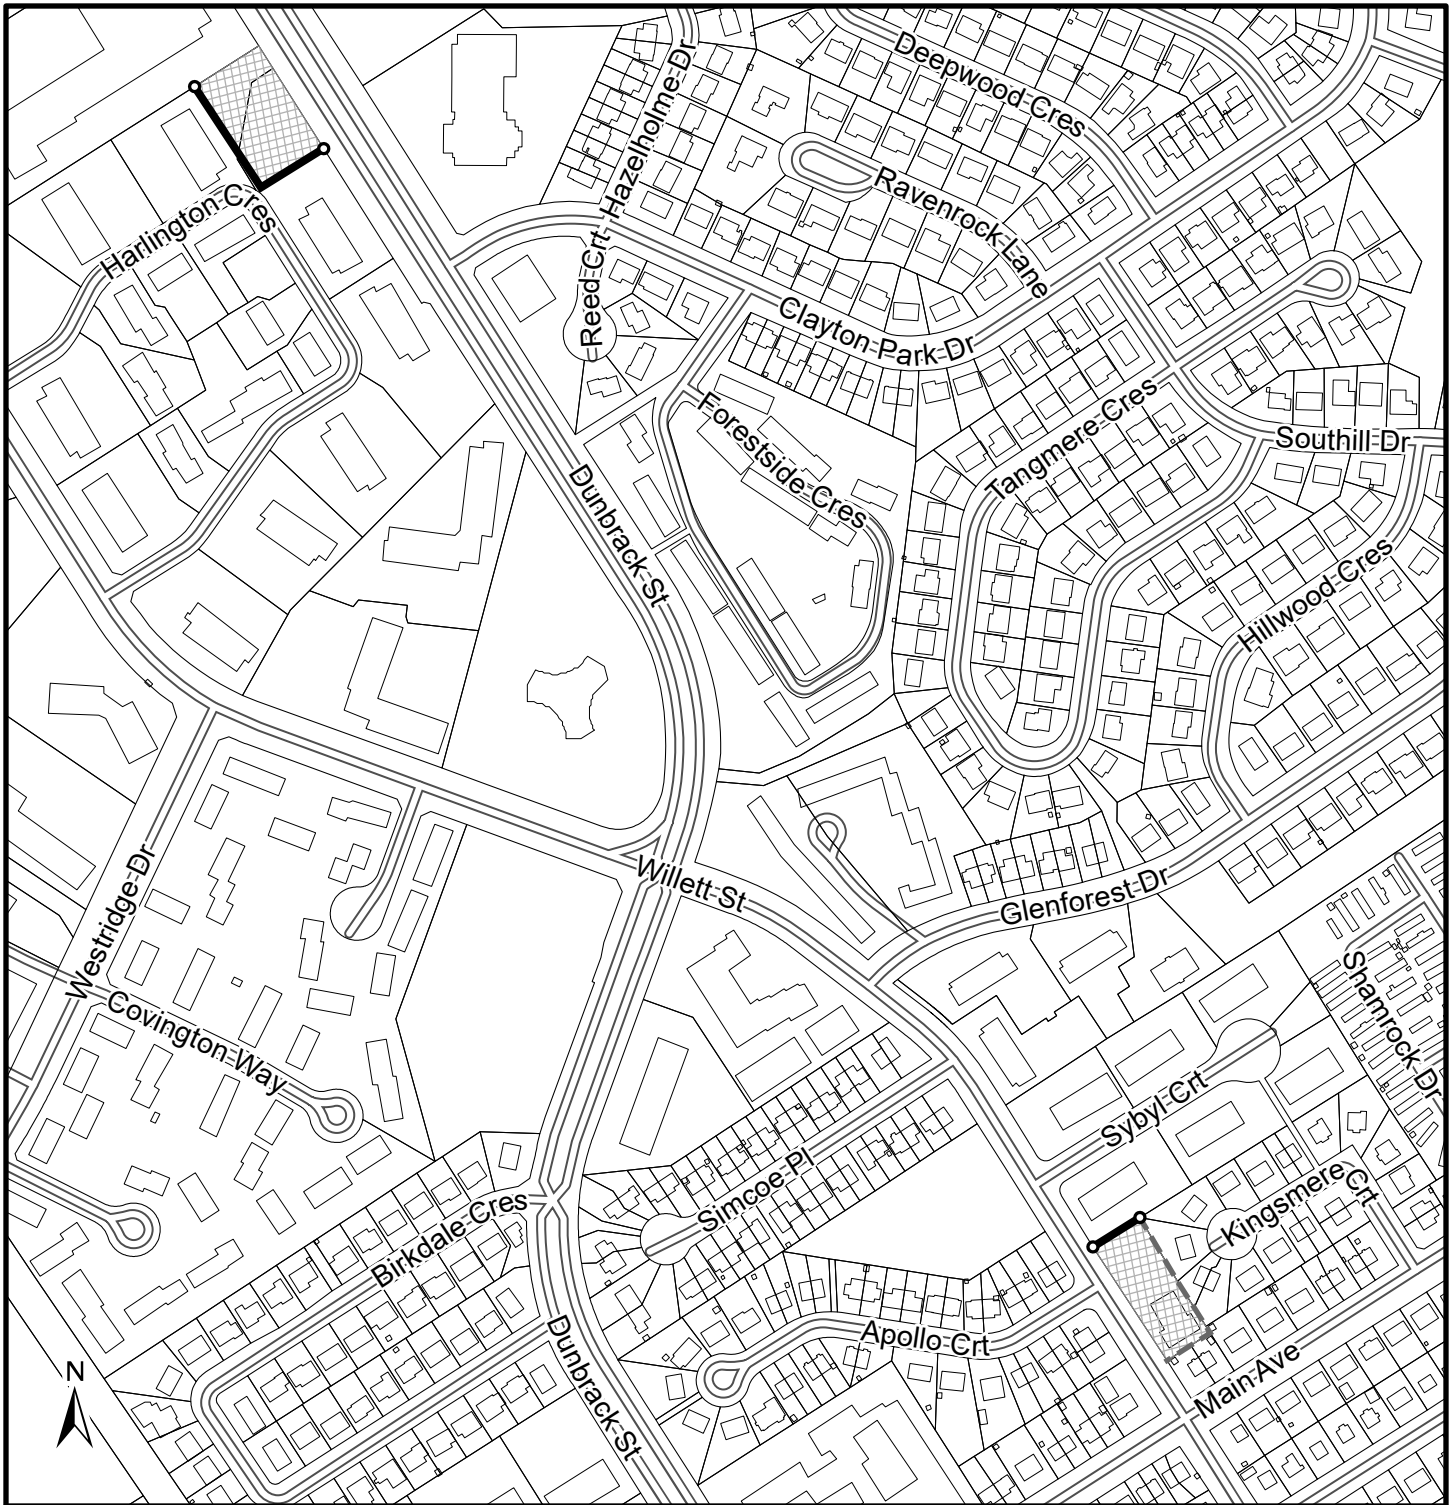 Hazelholme Dr
Deepwood Cres
Ravenrock Lane
Harlington Cres
Reed Crt
Clayton Park Dr
Tangmere Cres
Forestside Cres
Southill Dr
Dunbrack St
Hillwood Cres
Willett St
Westridge Dr
Glenforest Dr
Shamrock Dr
Covington Way
Sybyl Crt
Simcoe Pl
Kingsmere Crt
Birkdale Cres
Apollo Crt
Dunbrack St
Main Ave
N